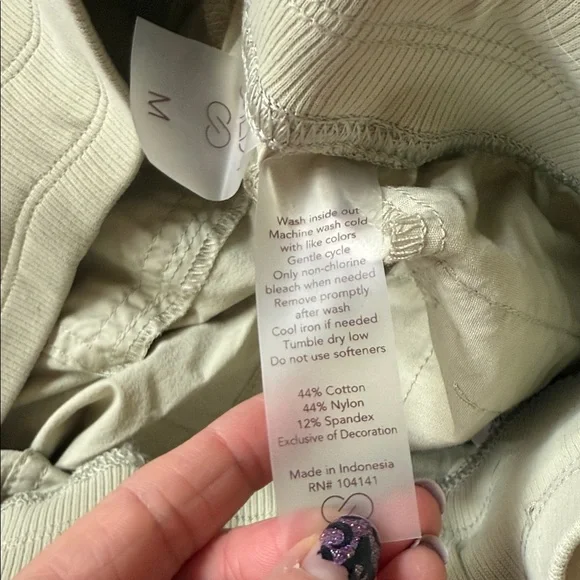 M
Wash inside out
Machine wash cold
with like colors
Gentle cycle
Only non-chlorine
bleach when needed
Remove promptly
after wash
Cool iron if needed
Tumble dry low
Do not use softeners
44% Cotton
44% Nylon
12% Spandex
Exclusive of Decoration
Made in Indonesia
RN# 104141